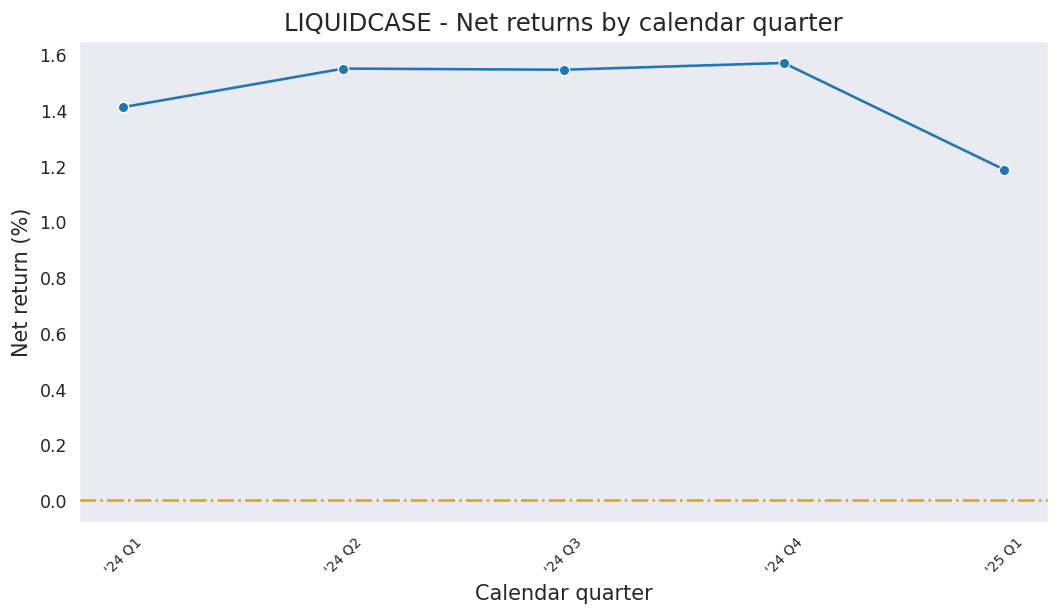 LIQUIDCASE - Net returns by calendar quarter
Net return (%)
1.6
1.4
1.2
1.0
0.8
0.6
0.4
0.2
0.0
'24 Q1
'24 Q2
'24 Q3
'24 Q4
'25 Q1
Calendar quarter